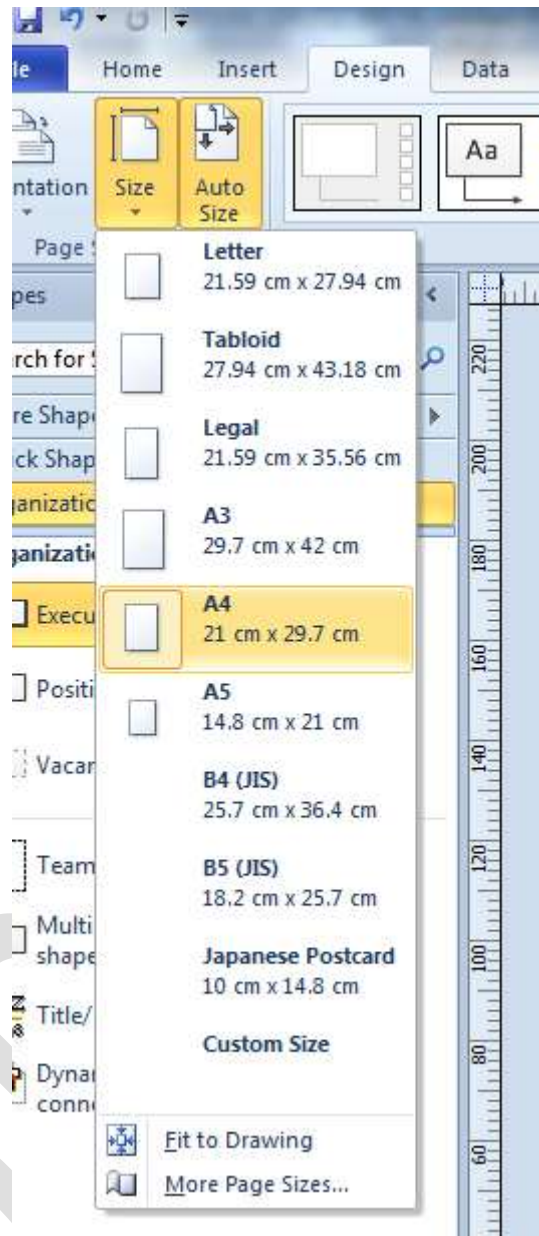 le Home Insert Design Data
ntation Size Auto Size Aa
Page S
pes
rch for S
re Shap
ck Shap
ganizatio
ganizati
Execu
Positi
Vacar
Team
Multi
shape
Title/
Dynar
conne
Letter
21.59 cm x 27.94 cm
Tabloid
27.94 cm x 43.18 cm
Legal
21.59 cm x 35.56 cm
A3
29.7 cm x 42 cm
A4
21 cm x 29.7 cm
A5
14.8 cm x 21 cm
B4 (JIS)
25.7 cm x 36.4 cm
B5 (JIS)
18.2 cm x 25.7 cm
Japanese Postcard
10 cm x 14.8 cm
Custom Size
Fit to Drawing
More Page Sizes...
220
200
180
160
140
120
100
80
60